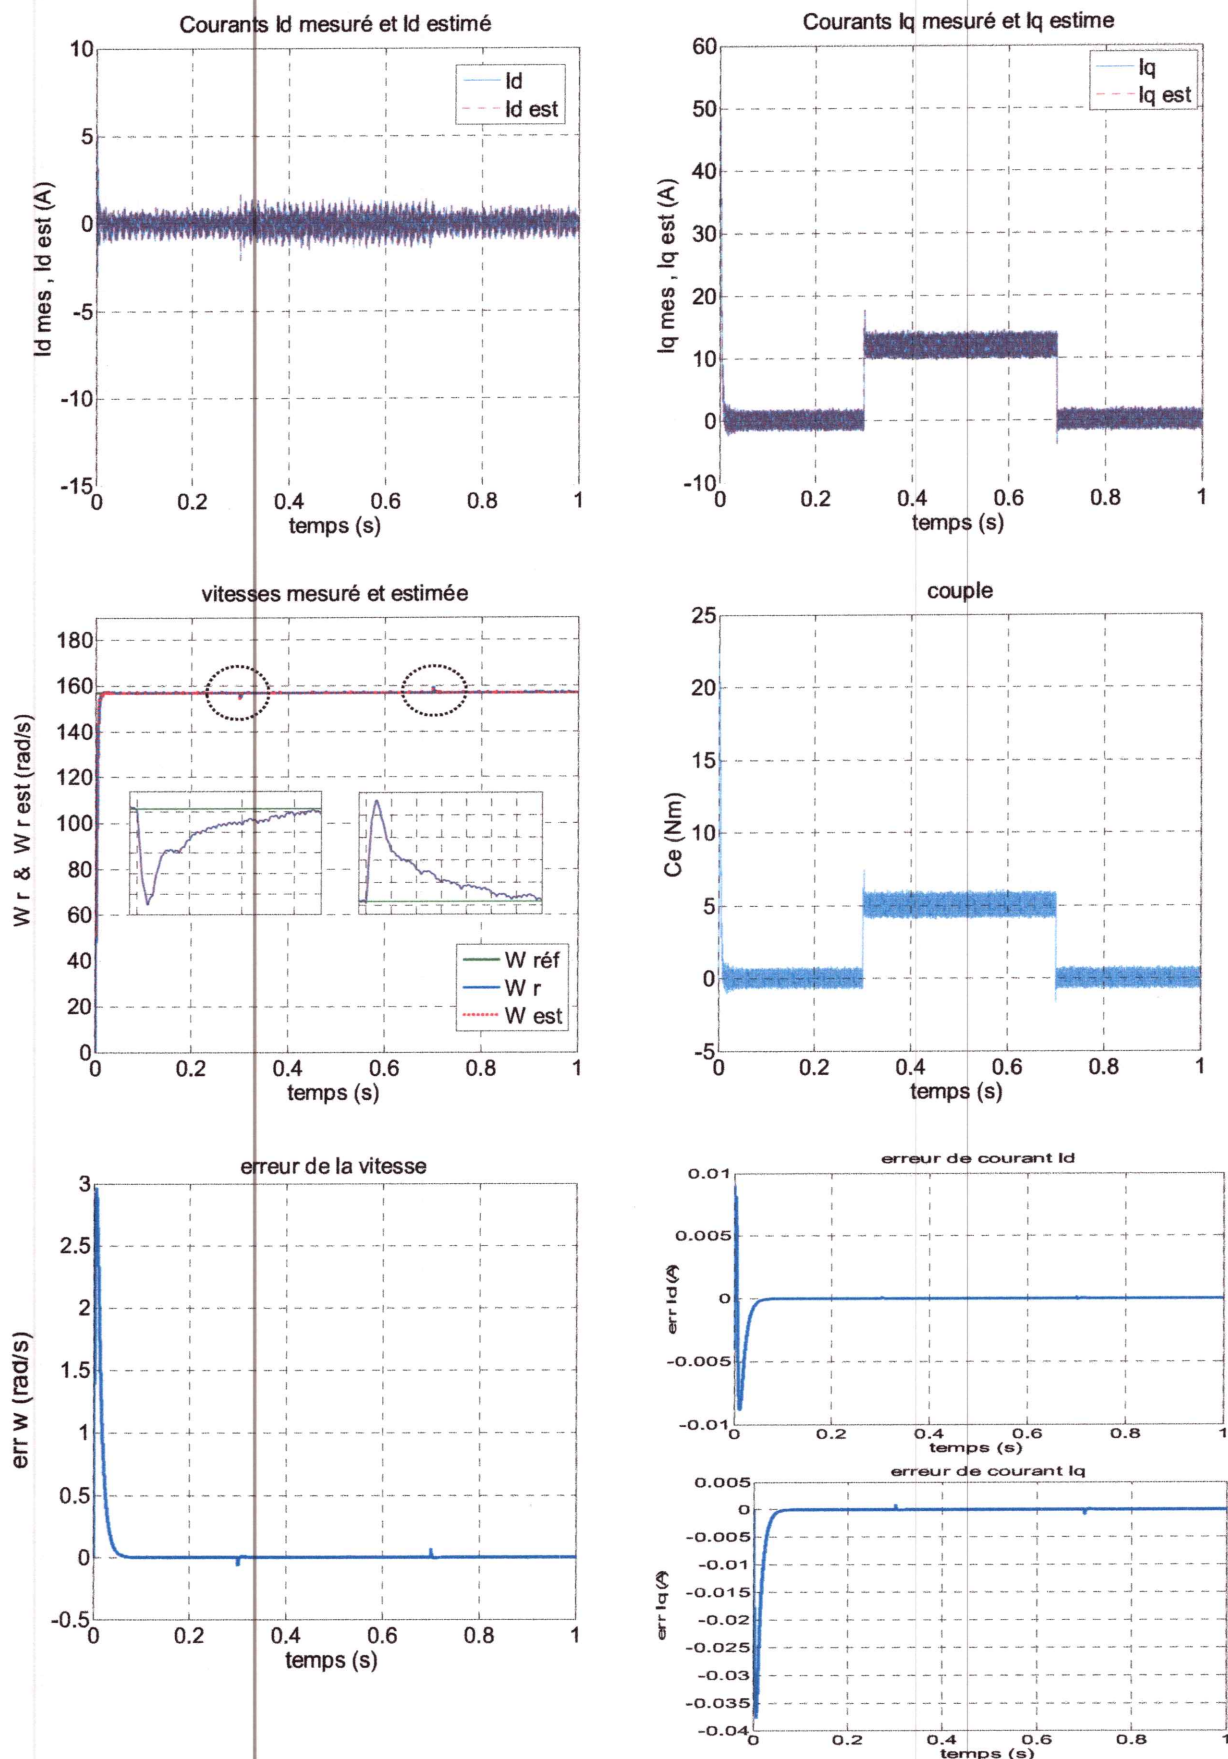 Courants Id mesuré et Id estimé
10
5
0
-5
-10
-15
Id mes , Id est (A)
Id
Id est
0 0.2 0.4 0.6 0.8 1
temps (s)
Courants Iq mesuré et Iq estime
60
50
40
30
20
10
0
-10
Iq mes , Iq est (A)
Iq
Iq est
0 0.2 0.4 0.6 0.8 1
temps (s)
vitesses mesuré et estimée
180
160
140
120
100
80
60
40
20
0
W r & W r est (rad/s)
W réf
W r
W est
0 0.2 0.4 0.6 0.8 1
temps (s)
couple
25
20
15
10
5
0
-5
Ce (Nm)
0 0.2 0.4 0.6 0.8 1
temps (s)
erreur de la vitesse
3
2.5
2
1.5
1
0.5
0
-0.5
err w (rad/s)
0 0.2 0.4 0.6 0.8 1
temps (s)
erreur de courant Id
0.01
0.005
0
-0.005
-0.01
err Id (A)
0 0.2 0.4 0.6 0.8 1
temps (s)
erreur de courant Iq
0.005
0
-0.005
-0.01
-0.015
-0.02
-0.025
-0.03
-0.035
-0.04
err Iq (A)
0 0.2 0.4 0.6 0.8 1
temps (s)